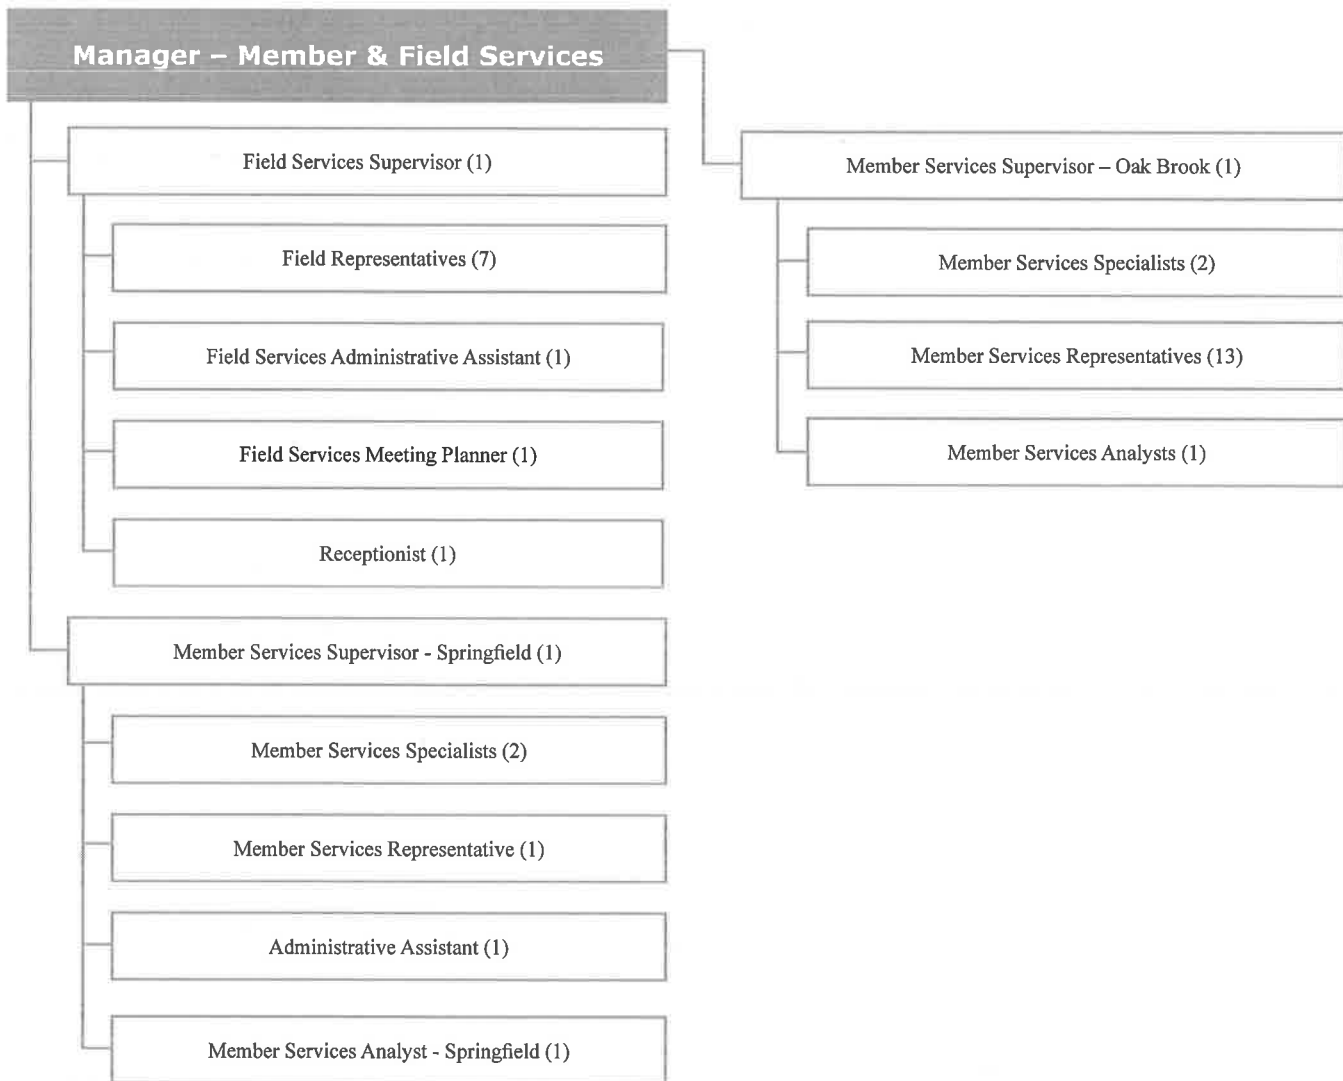 Manager – Member & Field Services
Field Services Supervisor (1)
Field Representatives (7)
Field Services Administrative Assistant (1)
Field Services Meeting Planner (1)
Receptionist (1)
Member Services Supervisor - Springfield (1)
Member Services Specialists (2)
Member Services Representative (1)
Administrative Assistant (1)
Member Services Analyst - Springfield (1)
Member Services Supervisor – Oak Brook (1)
Member Services Specialists (2)
Member Services Representatives (13)
Member Services Analysts (1)